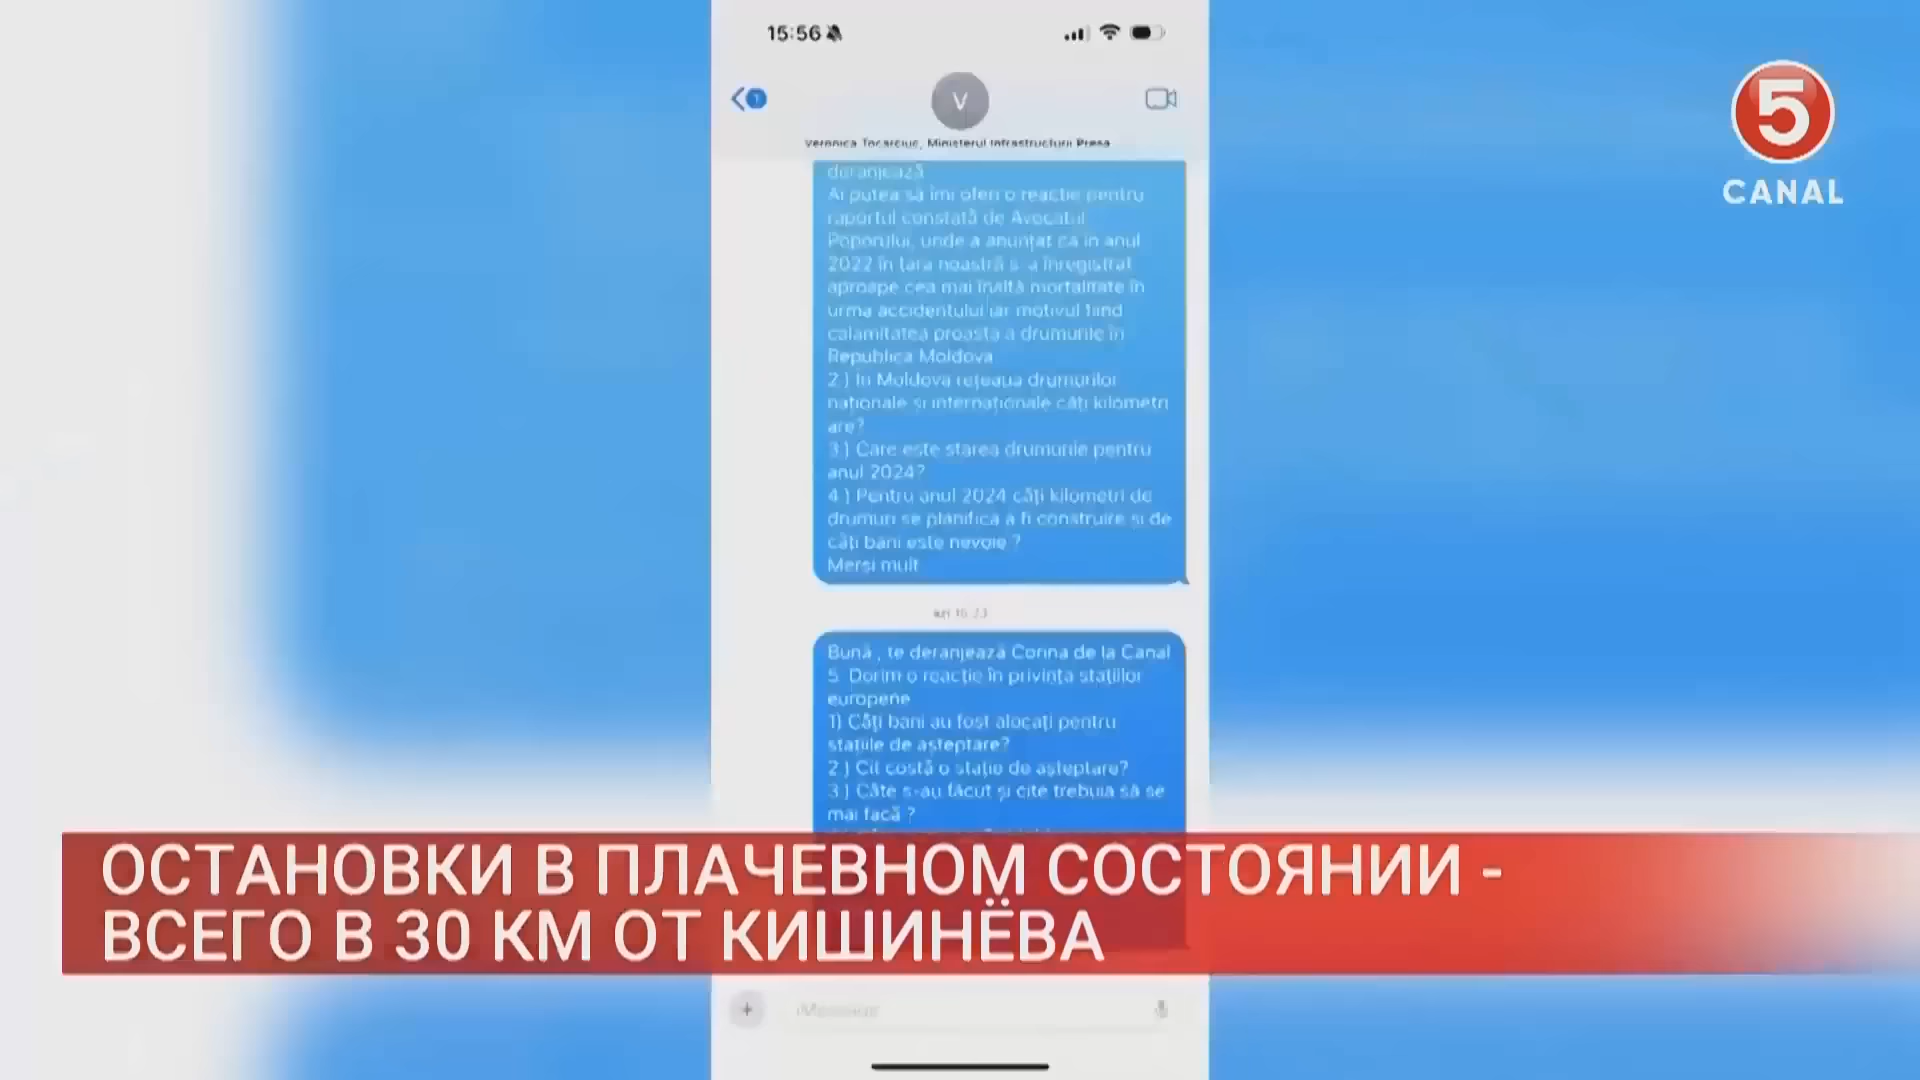 15:56
5
CANAL
V
Veronica Tocarciuc, Ministerul Infrastructurii Presa
deranjează
Ai putea să îmi oferi o reacție pentru
raportul constată de Avocatul
Poporului, unde a anunțat ca in anul
2022 în țara noastră s-a înregistrat
aproape cea mai înaltă mortalitate în
urma accidentului iar motivul fiind
calamitatea proasta a drumurile în
Republica Moldova
2 ) In Moldova rețeaua drumurilor
naționale și internaționale câți kilometri
are?
3 ) Care este starea drumurile pentru
anul 2024?
4 ) Pentru anul 2024 câți kilometri de
drumuri se planifica a fi construire și de
câți bani este nevoie ?
Mersi mult
Bună , te deranjează Corina de la Canal
5. Dorim o reacție în privința stațiilor
europene
1) Câți bani au fost alocați pentru
stațiile de așteptare?
2 ) Cit costă o stație de așteptare?
3 ) Câte s-au făcut și cite trebuia să se
mai facă ?
ОСТАНОВКИ В ПЛАЧЕВНОМ СОСТОЯНИИ -
ВСЕГО В 30 КМ ОТ КИШИНЁВА
iMessage